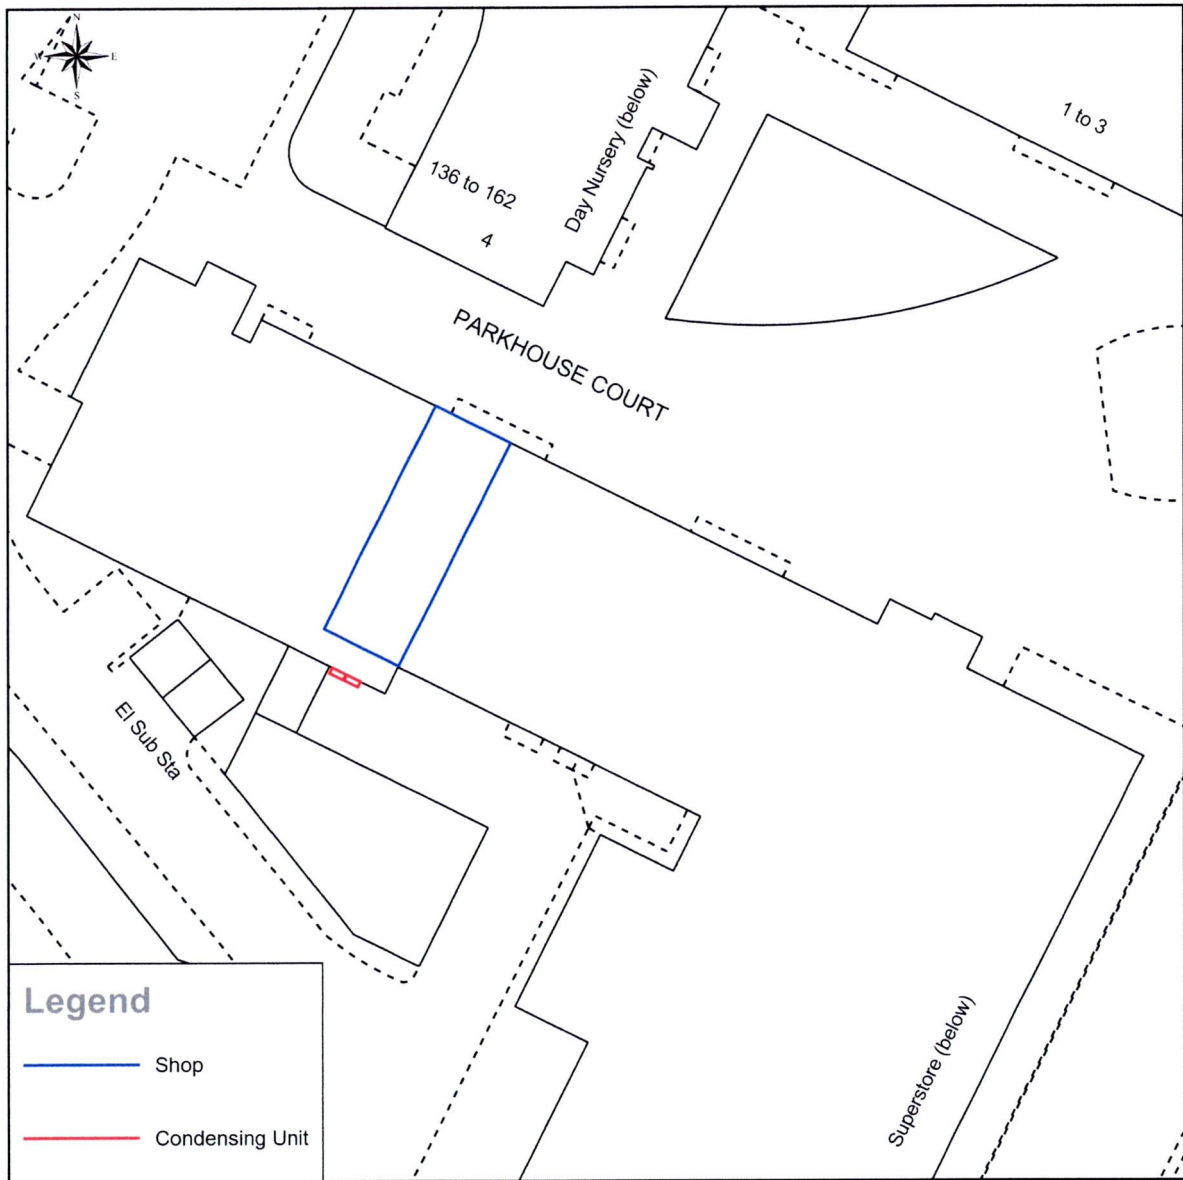 N
W
E
S
1 to 3
Day Nursery (below)
136 to 162
4
PARKHOUSE COURT
El Sub Sta
Superstore (below)
Legend
Shop
Condensing Unit